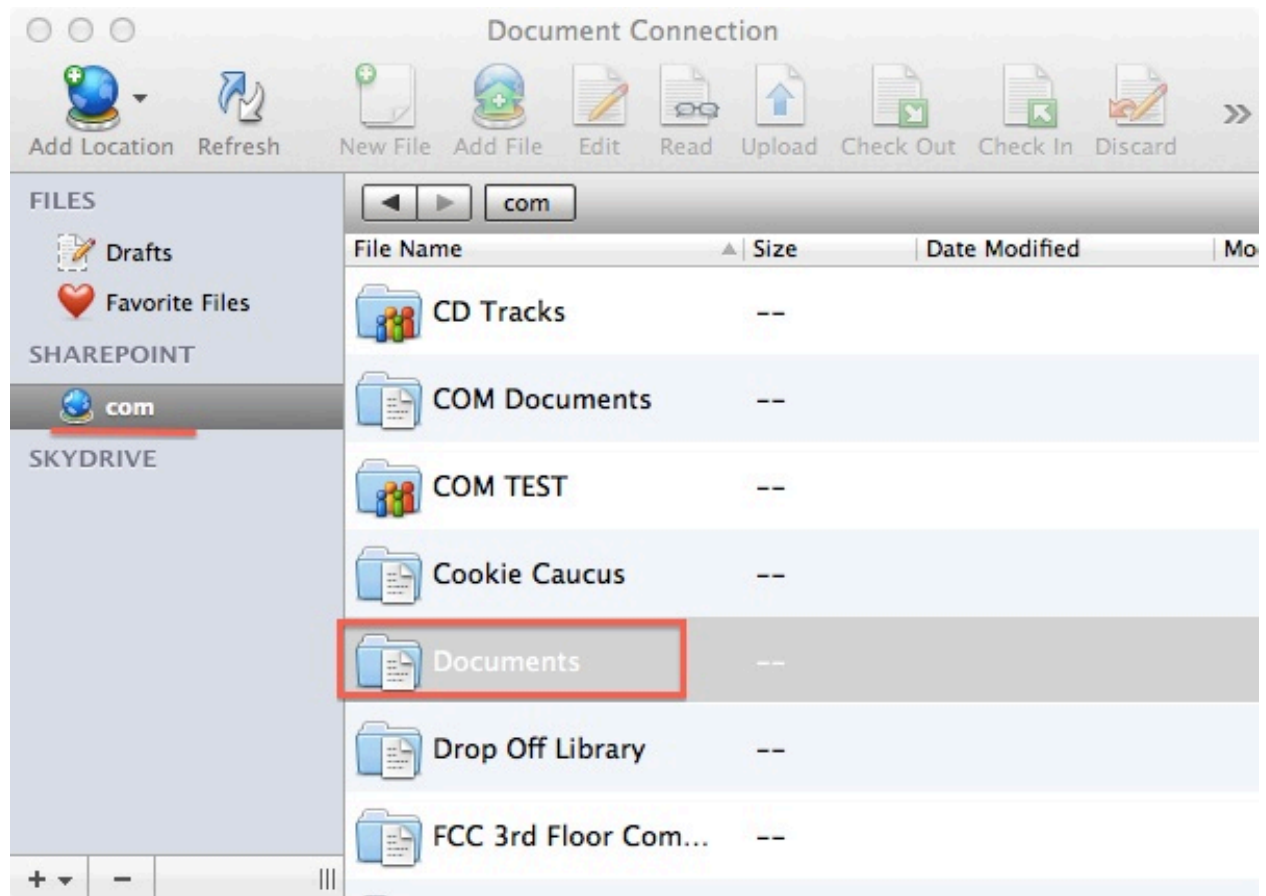 Document Connection
Add Location Refresh New File Add File Edit Read Upload Check Out Check In Discard
FILES
Drafts
Favorite Files
SHAREPOINT
com
SKYDRIVE
com
File Name Size Date Modified Mo
CD Tracks --
COM Documents --
COM TEST --
Cookie Caucus --
Documents --
Drop Off Library --
FCC 3rd Floor Com... --